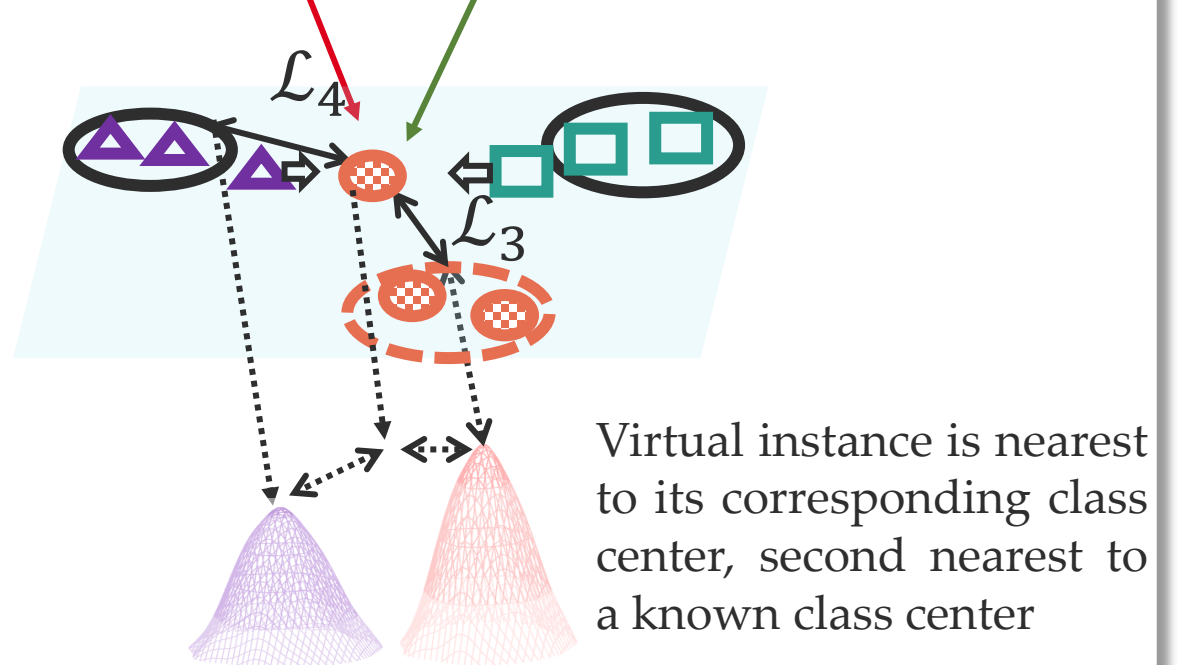 ℒ4
ℒ3
Virtual instance is nearest
to its corresponding class
center, second nearest to
a known class center